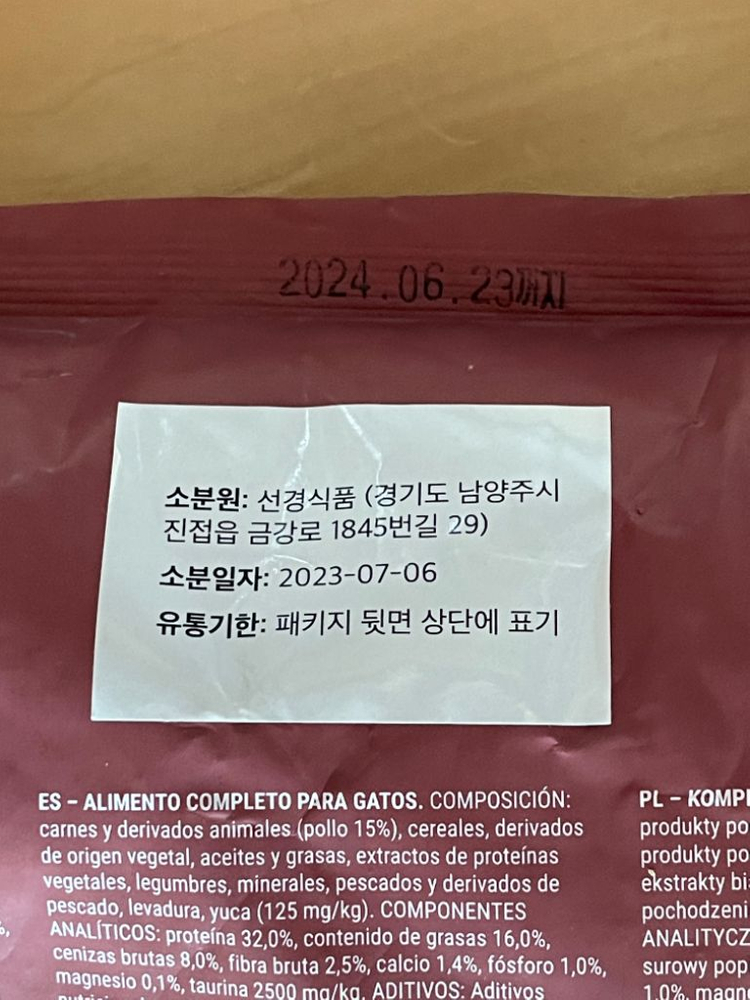 2024.06.23까지
소분원: 선경식품 (경기도 남양주시
진접읍 금강로 1845번길 29)
소분일자: 2023-07-06
유통기한: 패키지 뒷면 상단에 표기
ES – ALIMENTO COMPLETO PARA GATOS. COMPOSICIÓN:
carnes y derivados animales (pollo 15%), cereales, derivados
de origen vegetal, aceites y grasas, extractos de proteínas
vegetales, legumbres, minerales, pescados y derivados de
pescado, levadura, yuca (125 mg/kg). COMPONENTES
ANALÍTICOS: proteína 32,0%, contenido de grasas 16,0%,
cenizas brutas 8,0%, fibra bruta 2,5%, calcio 1,4%, fósforo 1,0%,
magnesio 0,1%, taurina 2500 mg/kg. ADITIVOS: Aditivos
PL – KOMPL
produkty po
produkty po
ekstrakty bi
pochodzeni
ANALITYCZ
surowy pop
1,0%, magn